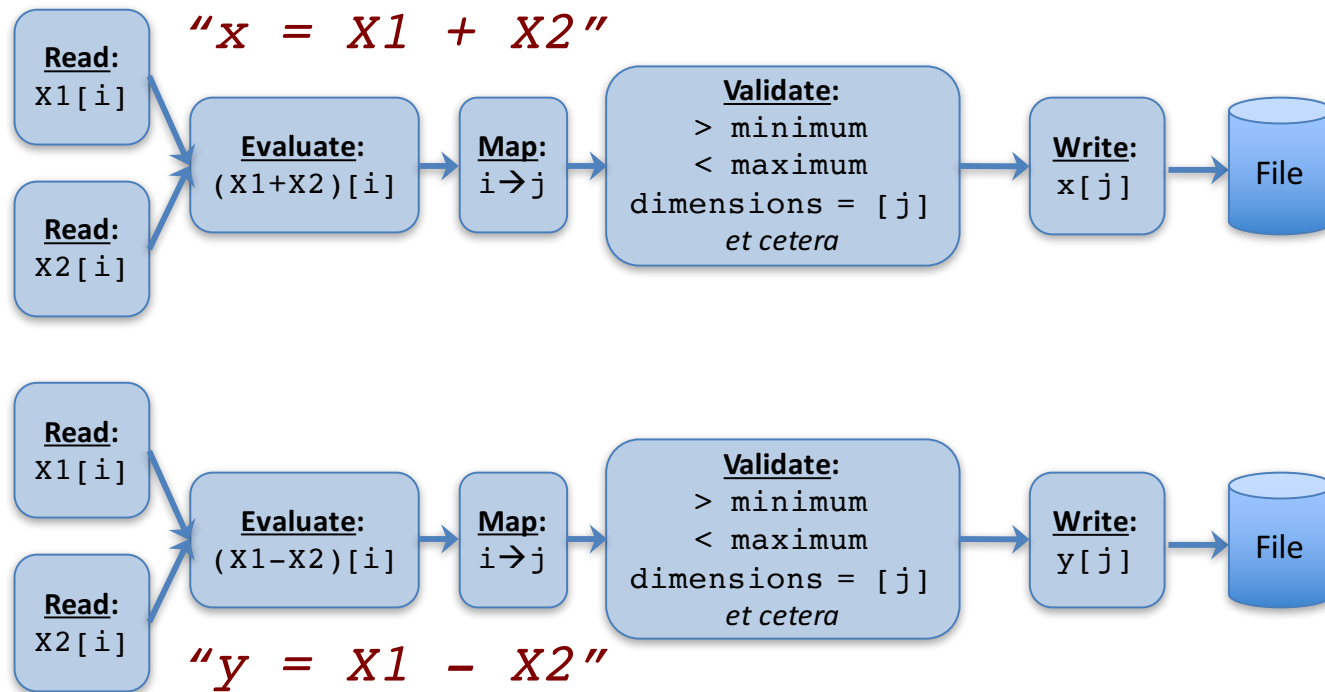 “x = X1 + X2”
Read:
X1[i]
Read:
X2[i]
Evaluate:
(X1+X2)[i]
Map:
i→j
Validate:
> minimum
< maximum
dimensions = [j]
et cetera
Write:
x[j]
File
Read:
X1[i]
Read:
X2[i]
Evaluate:
(X1-X2)[i]
Map:
i→j
Validate:
> minimum
< maximum
dimensions = [j]
et cetera
Write:
y[j]
File
“y = X1 - X2”